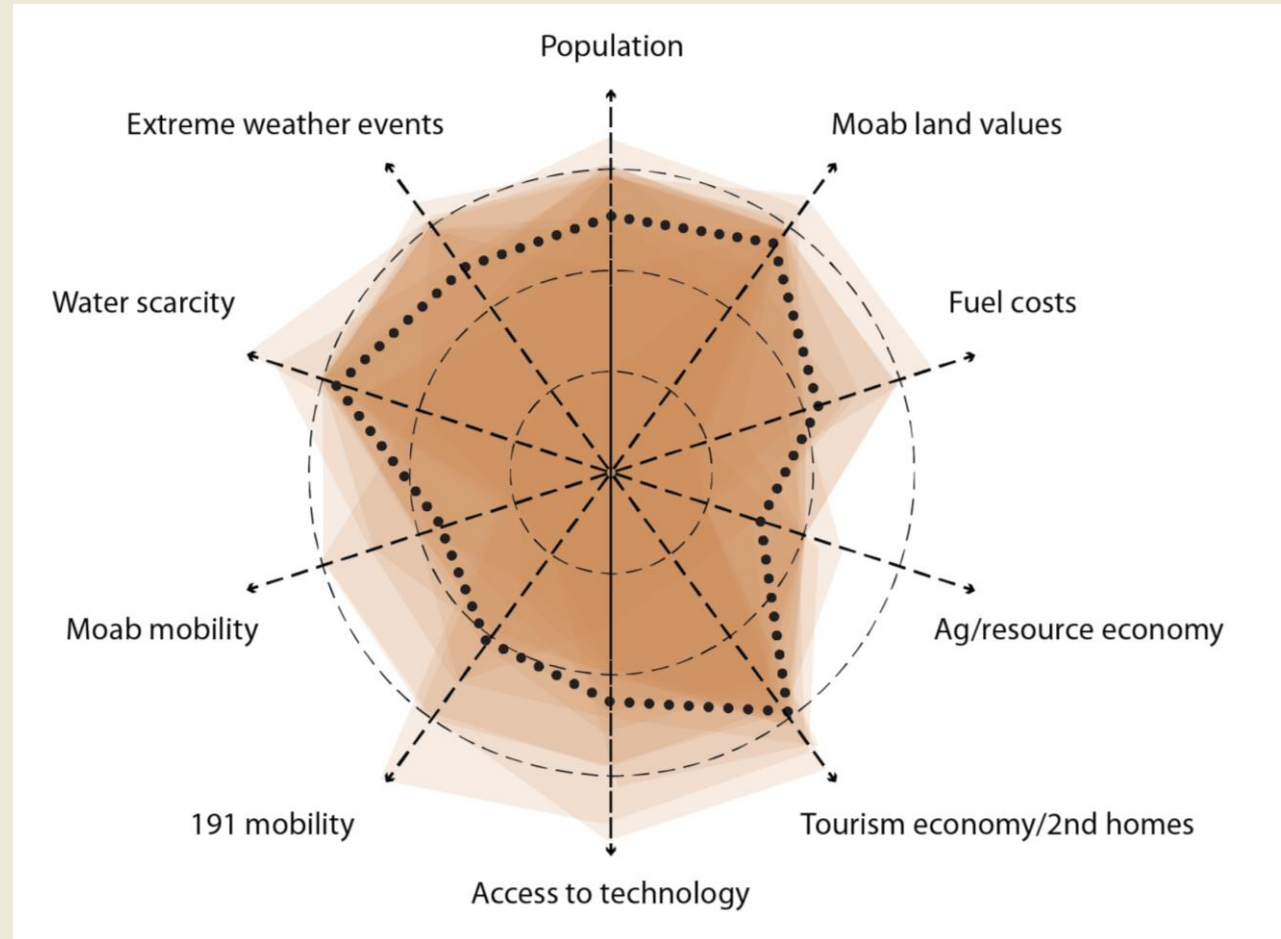 Population
Extreme weather events
Moab land values
Water scarcity
Fuel costs
Moab mobility
Ag/resource economy
191 mobility
Tourism economy/2nd homes
Access to technology